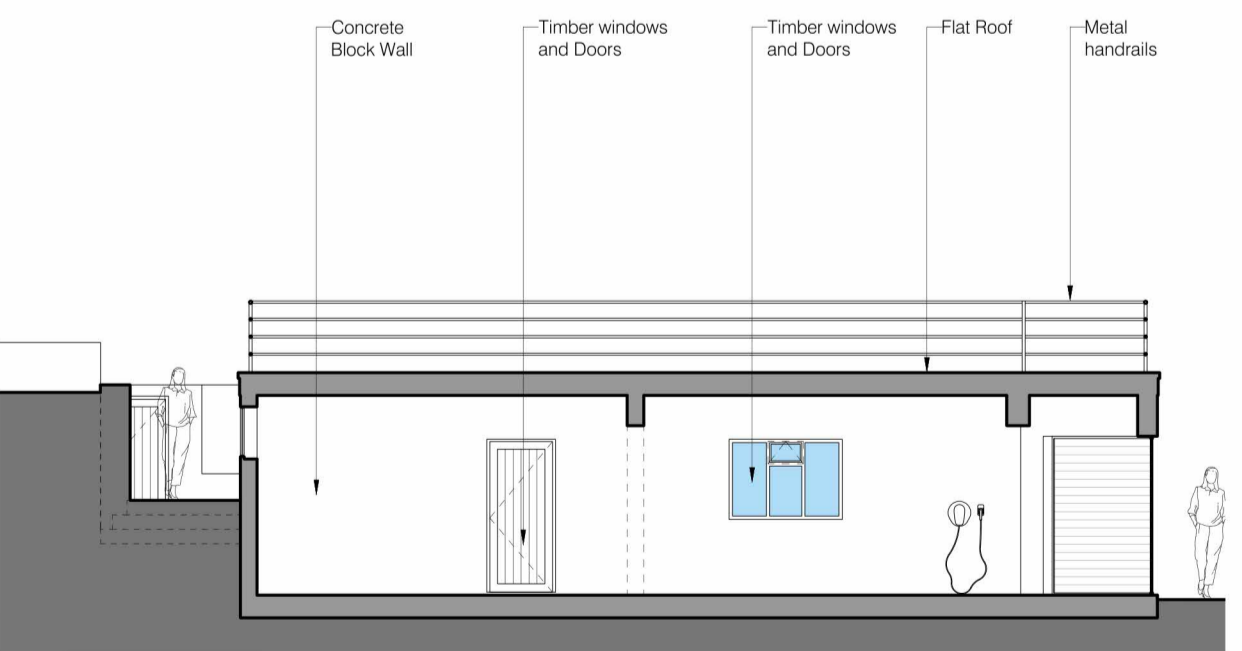 Concrete
Block Wall
Timber windows
and Doors
Timber windows
and Doors
Flat Roof
Metal
handrails